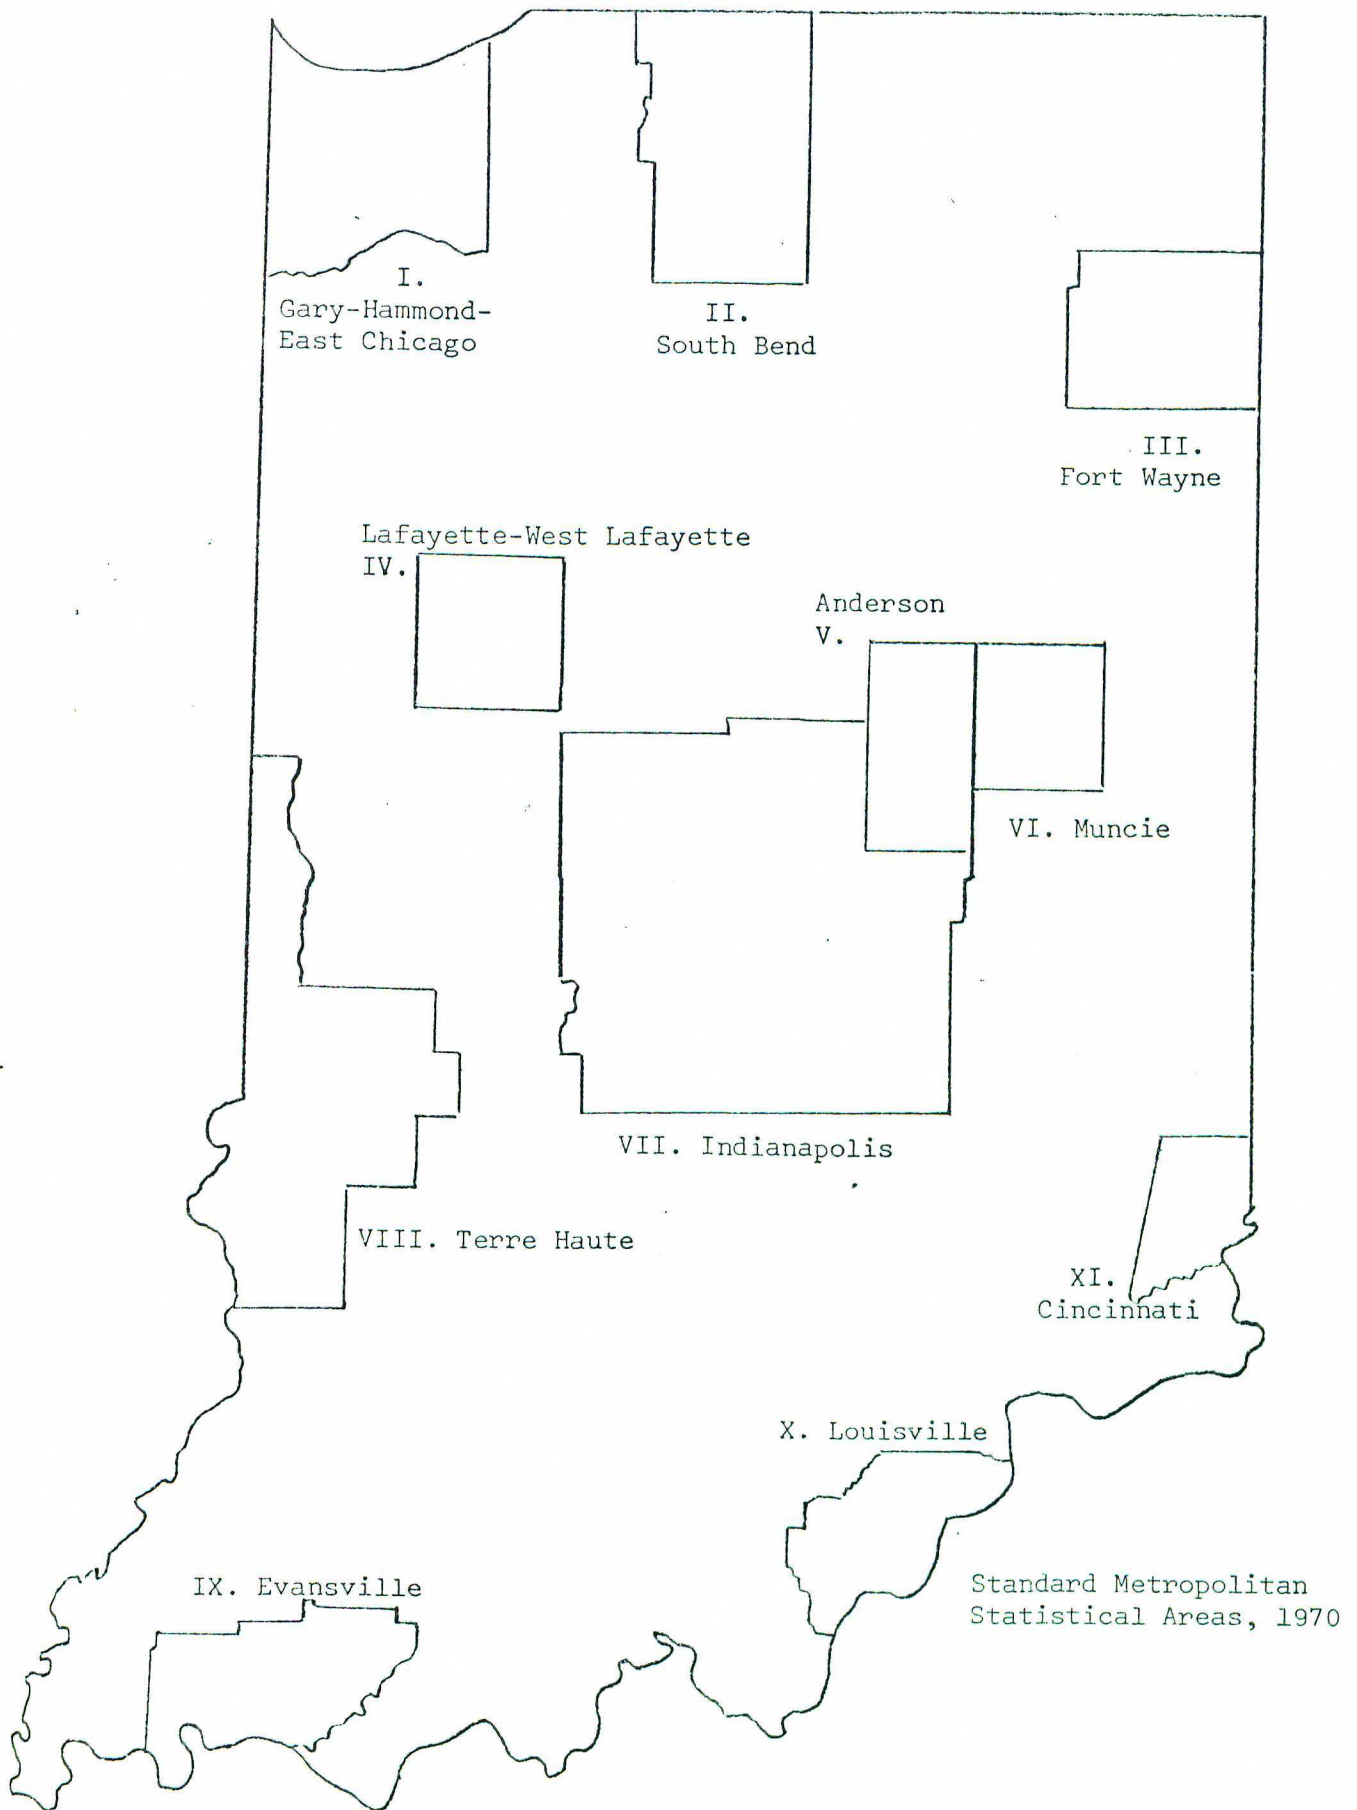 I.
Gary-Hammond-
East Chicago
II.
South Bend
III.
Fort Wayne
Lafayette-West Lafayette
IV.
Anderson
V.
VI. Muncie
VII. Indianapolis
VIII. Terre Haute
XI.
Cincinnati
X. Louisville
IX. Evansville
Standard Metropolitan
Statistical Areas, 1970